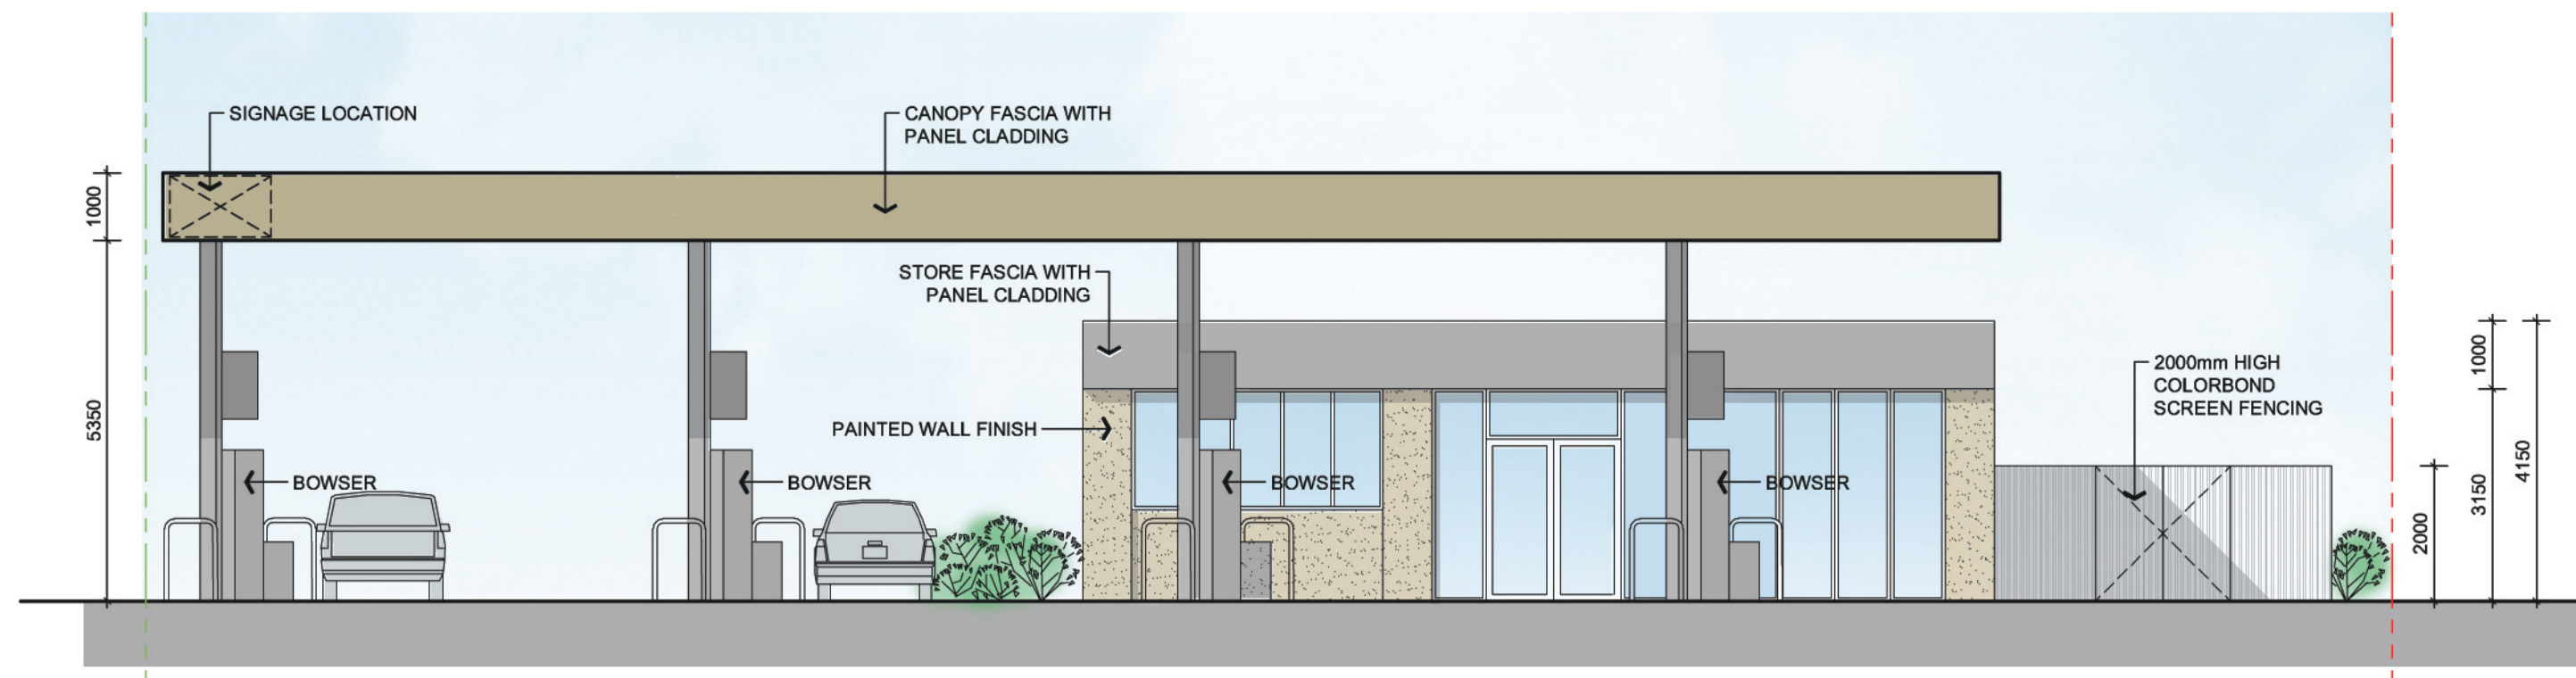 SIGNAGE LOCATION
CANOPY FASCIA WITH
PANEL CLADDING
1000
5350
STORE FASCIA WITH
PANEL CLADDING
PAINTED WALL FINISH
BOWSER
BOWSER
BOWSER
BOWSER
2000mm HIGH
COLORBOND
SCREEN FENCING
2000
1000
3150
4150